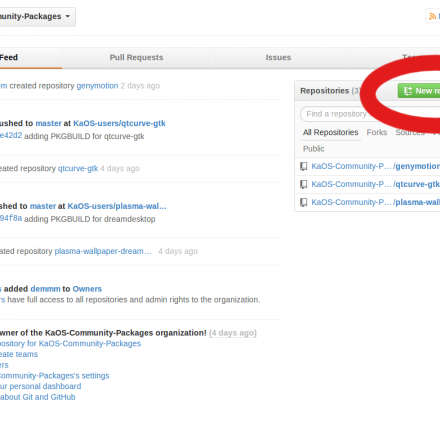 munity-Packages
Feed
Pull Requests
Issues
m created repository genymotion 2 days ago
ushed to master at KaOS-users/qtcurve-gtk
e42d2 adding PKGBUILD for qtcurve-gtk
eated repository qtcurve-gtk 4 days ago
shed to master at KaOS-users/plasma-wal...
94f8a adding PKGBUILD for dreamdesktop
ated repository plasma-wallpaper-dream... 4 days ago
s added demmm to Owners
rs have full access to all repositories and admin rights to the organization.
wner of the KaOS-Community-Packages organization! [4 days ago]
pository for KaOS-Community-Packages
eate teams
ers
Community-Packages's settings
ur personal dashboard
about Git and GitHub
Repositories (3)
New re
Find a repository
All Repositories Forks Sources
Public
KaOS-Community-P... /genymotion
KaOS-Community-P... /qtcurve-gtk
KaOS-Community-P... /plasma-wall